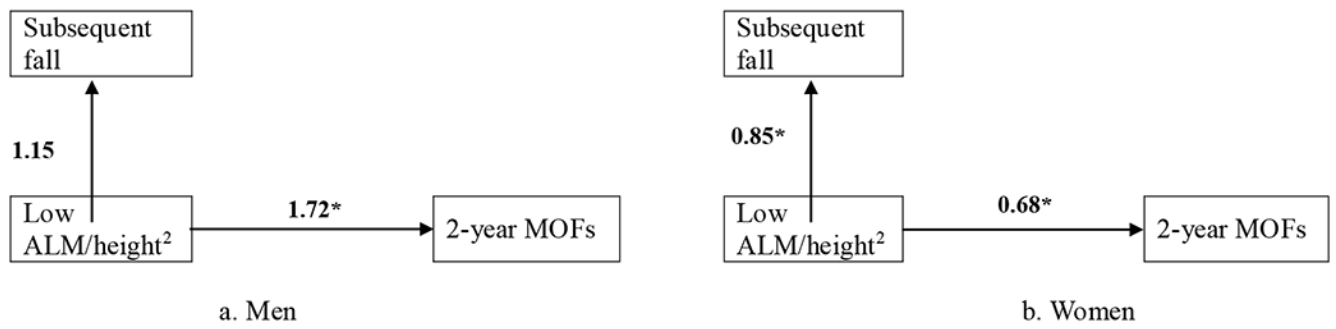 Subsequent
fall
1.15
Low
ALM/height²
1.72*
2-year MOFs
a. Men
Subsequent
fall
0.85*
Low
ALM/height²
0.68*
2-year MOFs
b. Women